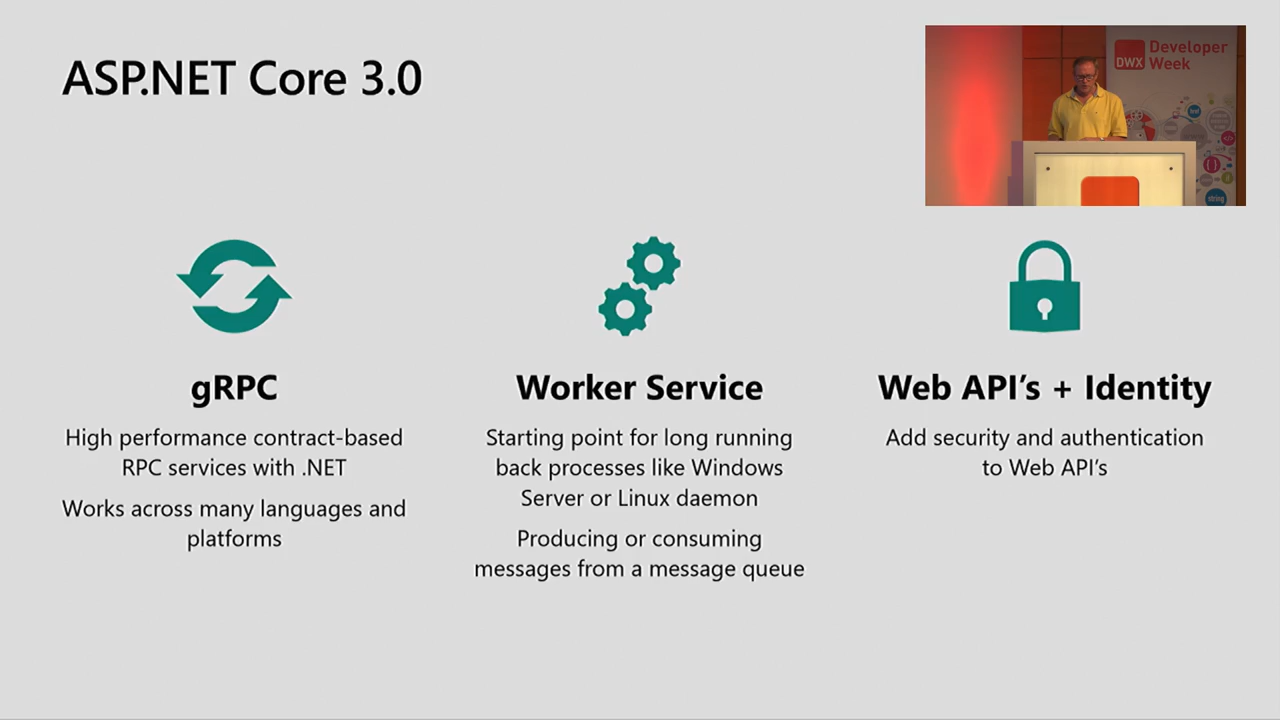 ASP.NET Core 3.0
DWX
Developer
Week
gRPC
High performance contract-based
RPC services with .NET
Works across many languages and
platforms
Worker Service
Starting point for long running
back processes like Windows
Server or Linux daemon
Producing or consuming
messages from a message queue
Web API’s + Identity
Add security and authentication
to Web API’s
string